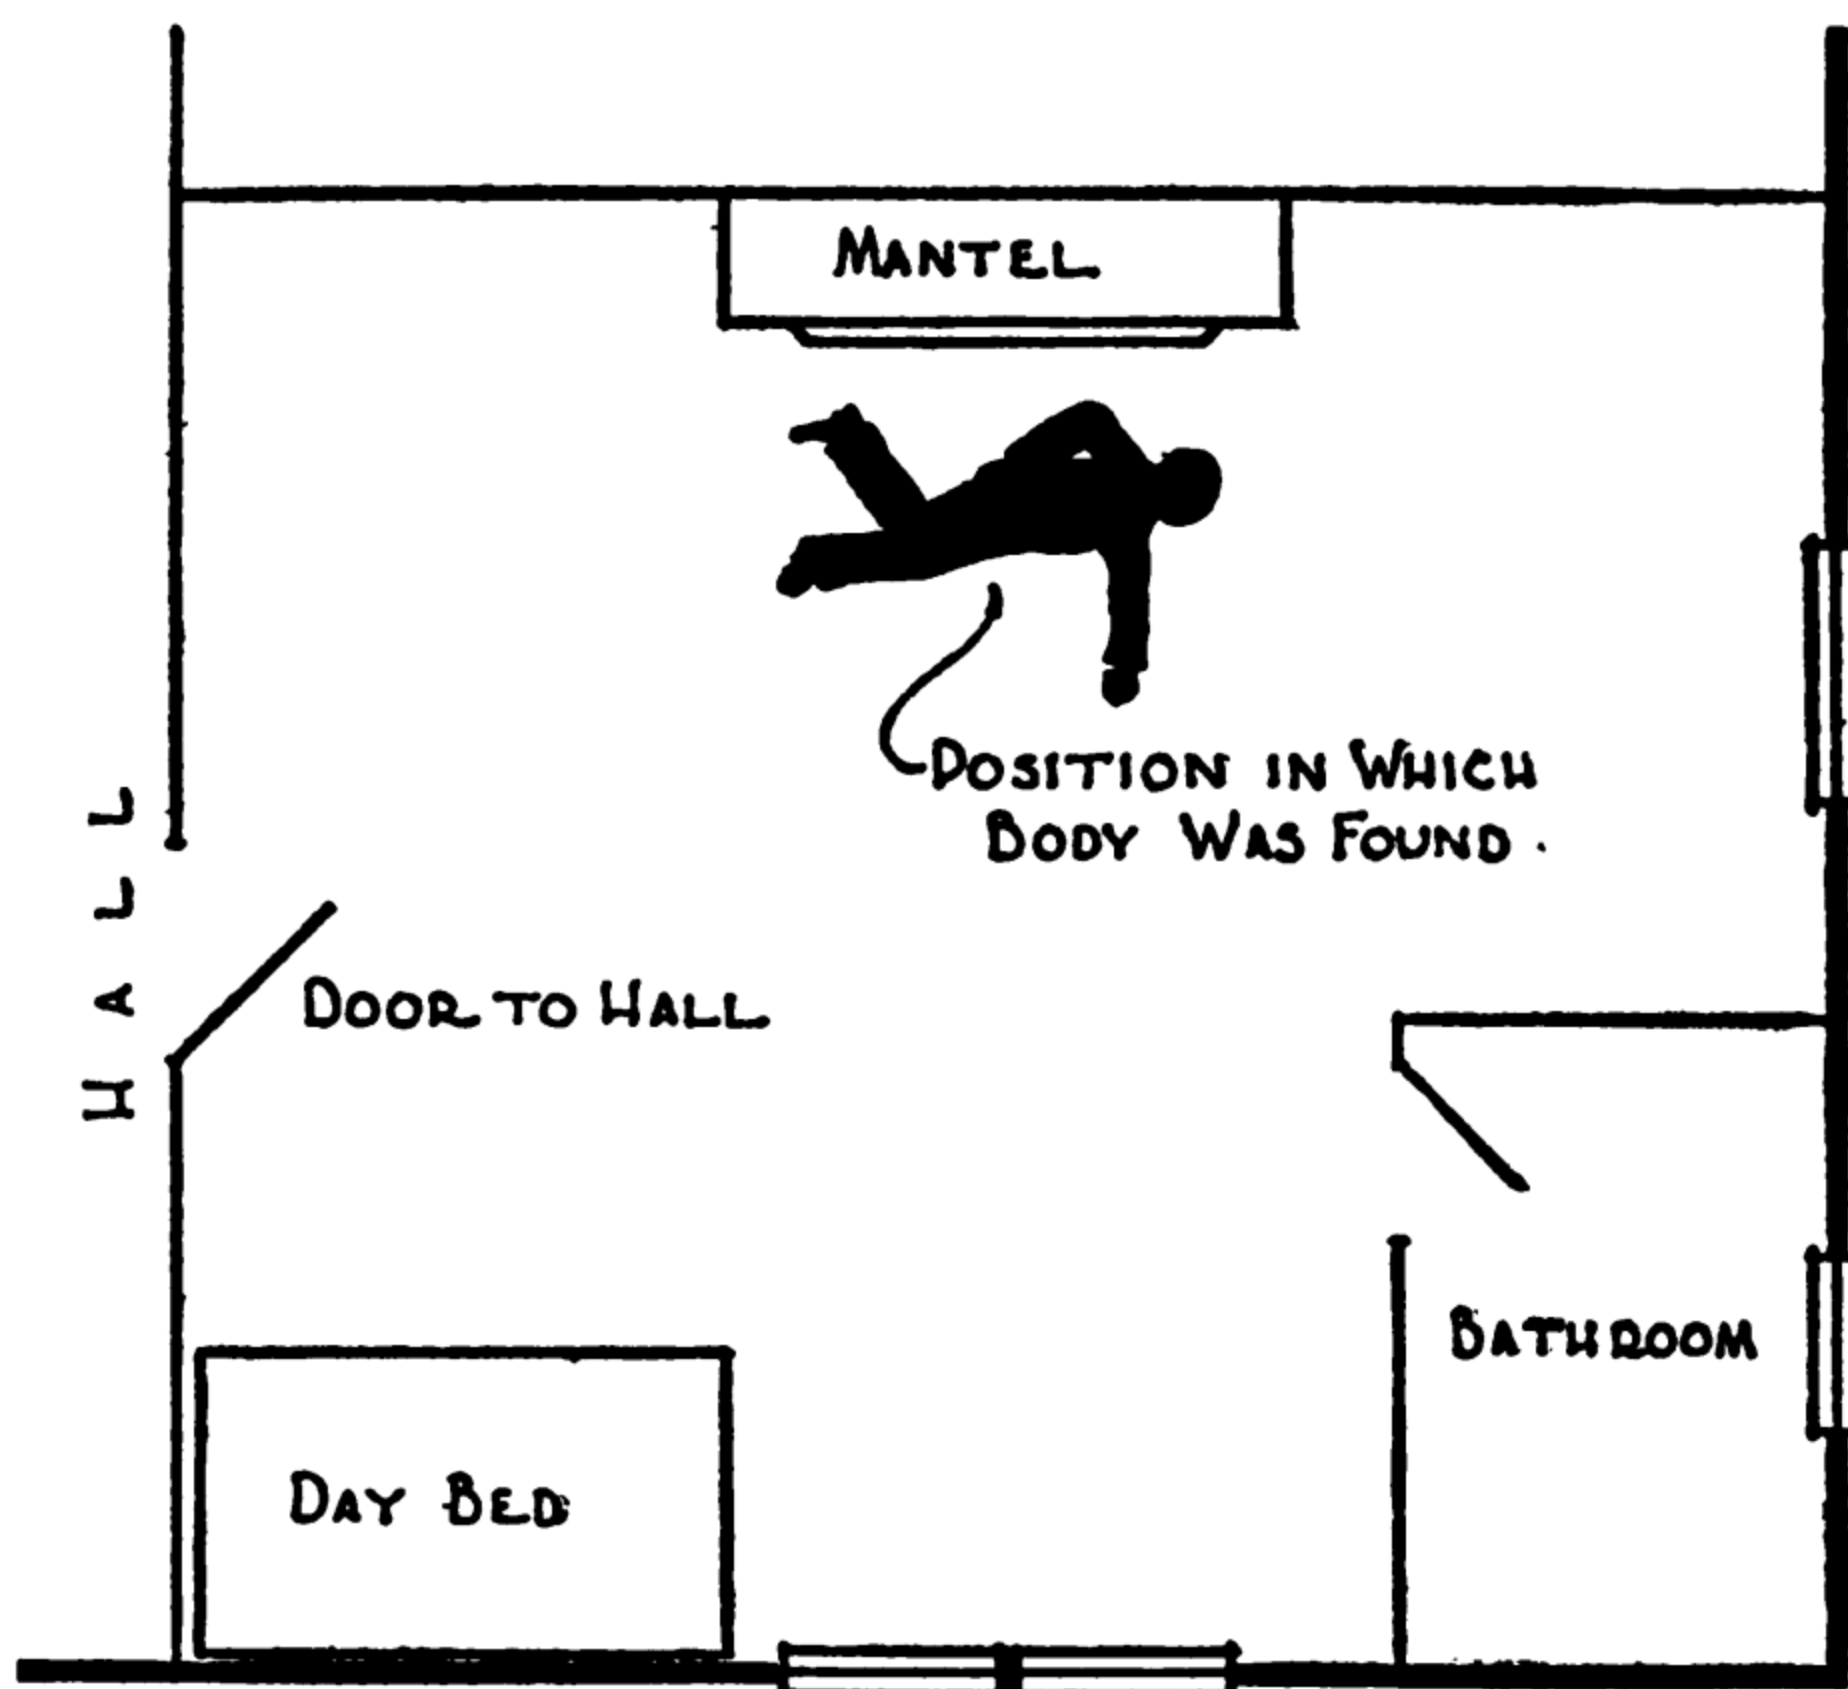 MANTEL
POSITION IN WHICH
BODY WAS FOUND.
HALL
DOOR TO HALL
BATHROOM
DAY BED